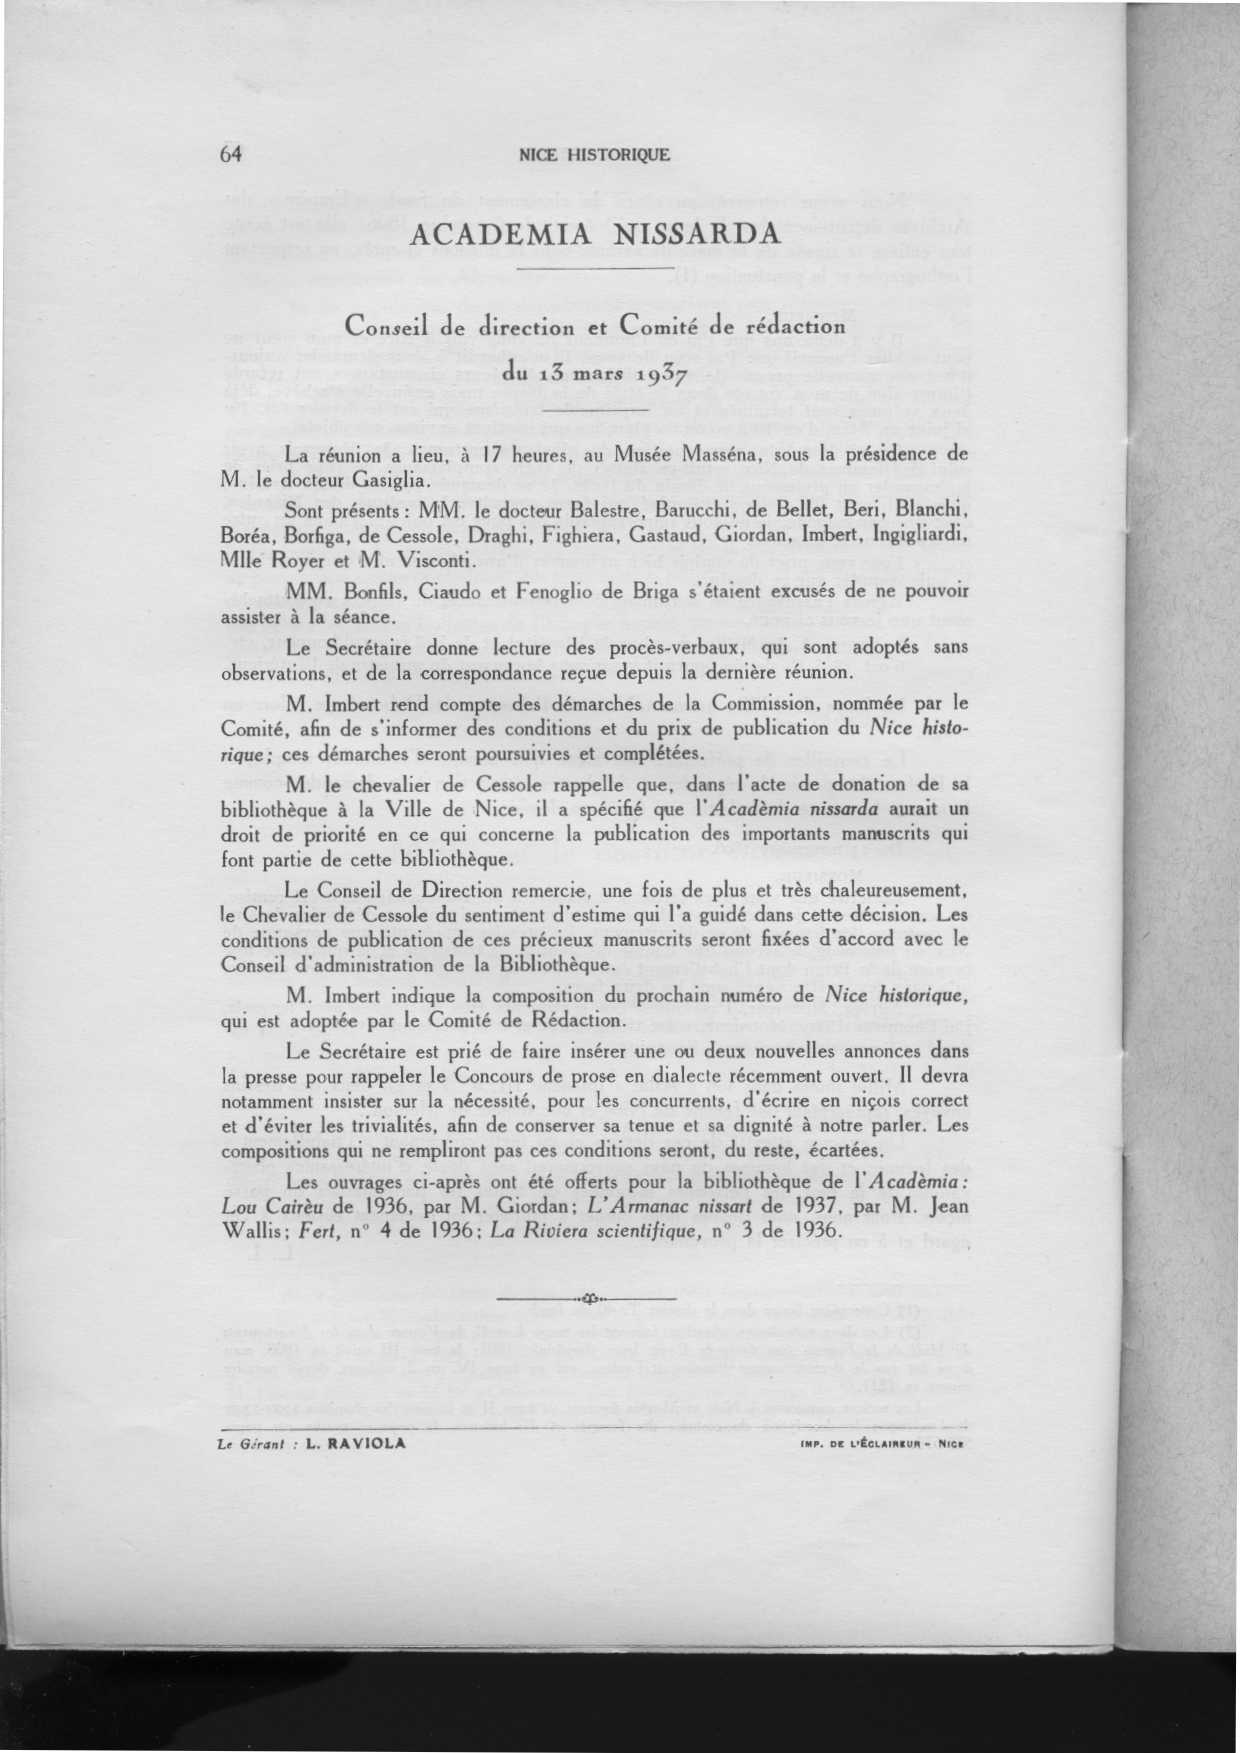 64
NICE HISTORIQUE
ACADEMIA NISSARDA
Conseil de direction et Comité de rédaction
du 13 mars 1937
La réunion a lieu, à 17 heures, au Musée Masséna, sous la présidence de
M. le docteur Gasiglia.
Sont présents : MM. le docteur Balestre, Barucchi, de Bellet, Beri, Blanchi,
Boréa, Borfiga, de Cessole, Draghi, Fighiera, Gastaud, Giordan, Imbert, Ingigliardi,
Mlle Royer et M. Visconti.
MM. Bonfils, Ciaudo et Fenoglio de Briga s'étaient excusés de ne pouvoir
assister à la séance.
Le Secrétaire donne lecture des procès-verbaux, qui sont adoptés sans
observations, et de la correspondance reçue depuis la dernière réunion.
M. Imbert rend compte des démarches de la Commission, nommée par le
Comité, afin de s'informer des conditions et du prix de publication du Nice histo-
rique ; ces démarches seront poursuivies et complétées.
M. le chevalier de Cessole rappelle que, dans l'acte de donation de sa
bibliothèque à la Ville de Nice, il a spécifié que l'Acadèmia nissarda aurait un
droit de priorité en ce qui concerne la publication des importants manuscrits qui
font partie de cette bibliothèque.
Le Conseil de Direction remercie, une fois de plus et très chaleureusement,
le Chevalier de Cessole du sentiment d'estime qui l'a guidé dans cette décision. Les
conditions de publication de ces précieux manuscrits seront fixées d'accord avec le
Conseil d'administration de la Bibliothèque.
M. Imbert indique la composition du prochain numéro de Nice historique,
qui est adoptée par le Comité de Rédaction.
Le Secrétaire est prié de faire insérer une ou deux nouvelles annonces dans
la presse pour rappeler le Concours de prose en dialecte récemment ouvert. Il devra
notamment insister sur la nécessité, pour les concurrents, d'écrire en niçois correct
et d'éviter les trivialités, afin de conserver sa tenue et sa dignité à notre parler. Les
compositions qui ne rempliront pas ces conditions seront, du reste, écartées.
Les ouvrages ci-après ont été offerts pour la bibliothèque de l'Acadèmia :
Lou Cairèu de 1936, par M. Giordan ; L'Armanac nissart de 1937, par M. Jean
Wallis ; Fert, n° 4 de 1936 ; La Riviera scientifique, n° 3 de 1936.
Le Gérant : L. RAVIOLA
IMP. DE L'ÉCLAIREUR - NICE